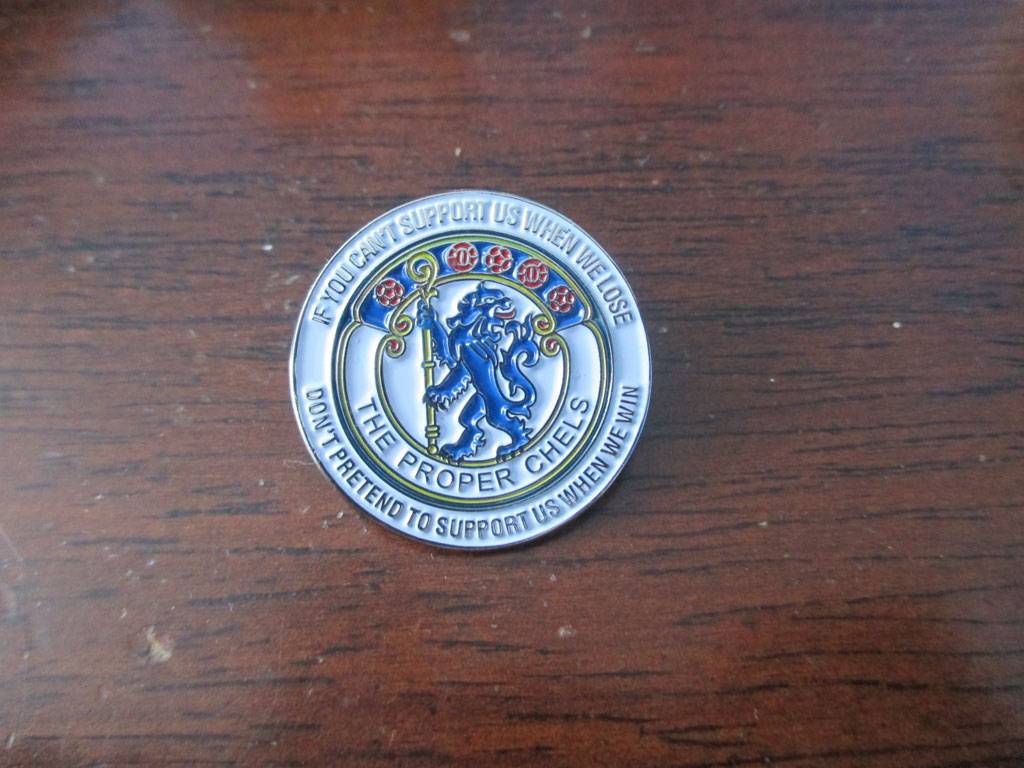 IF YOU CAN'T SUPPORT US WHEN WE LOSE
DON'T PRETEND TO SUPPORT US WHEN WE WIN
THE PROPER CHELS